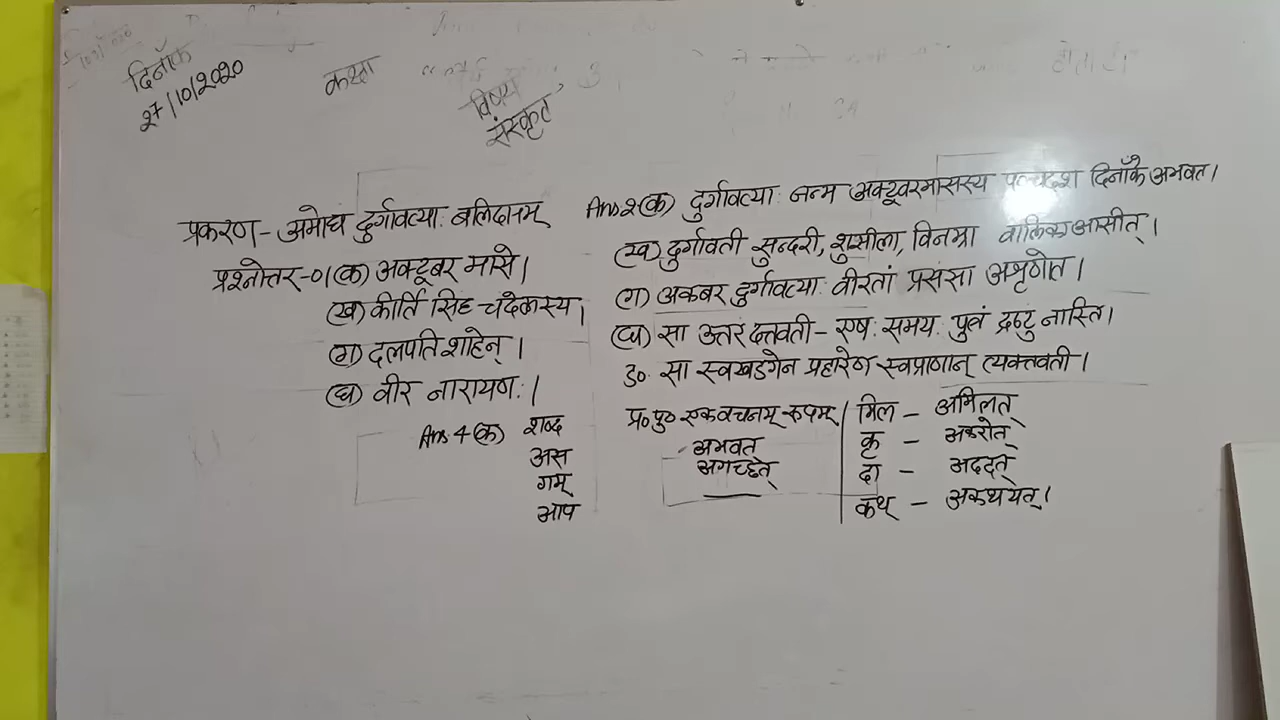 दिनाँक
27/10/2020
कक्षा
विषय
संस्कृत
प्रकरण- अमोघं दुर्गावत्याः बलिदानम्
प्रश्नोत्तर-01(क) अक्टूबर मासे।
(ख) कीर्ति सिंह चंदेलस्य।
(ग) दलपति शाहेन्।
(घ) वीर नारायणः।
Ans 2(क) दुर्गावत्याः जन्म अक्टूवरमासस्य पञ्चदश दिनाँके अभवत।
(ख) दुर्गावती सुन्दरी, शुसीला, विनम्रा वालिका आसीत्।
(ग) अकबर दुर्गावत्याः वीरतां प्रसंसा अश्रृणोत।
(घ) सा उत्तरं दत्तवती- एषः समयः पुत्रं द्रष्टु नास्ति।
ङ० सा स्वखडगेन प्रहारेण स्वप्राणान् त्यक्तवती।
Ans 4(क) शब्द
प्र० पु० एकवचनम् रूपम्
अस
अभवत्
गम्
अगच्छत्
आप
मिल - अमिलत्
कृ - अकरोत्
दा - अददत्
कथ् - अकथयत्।